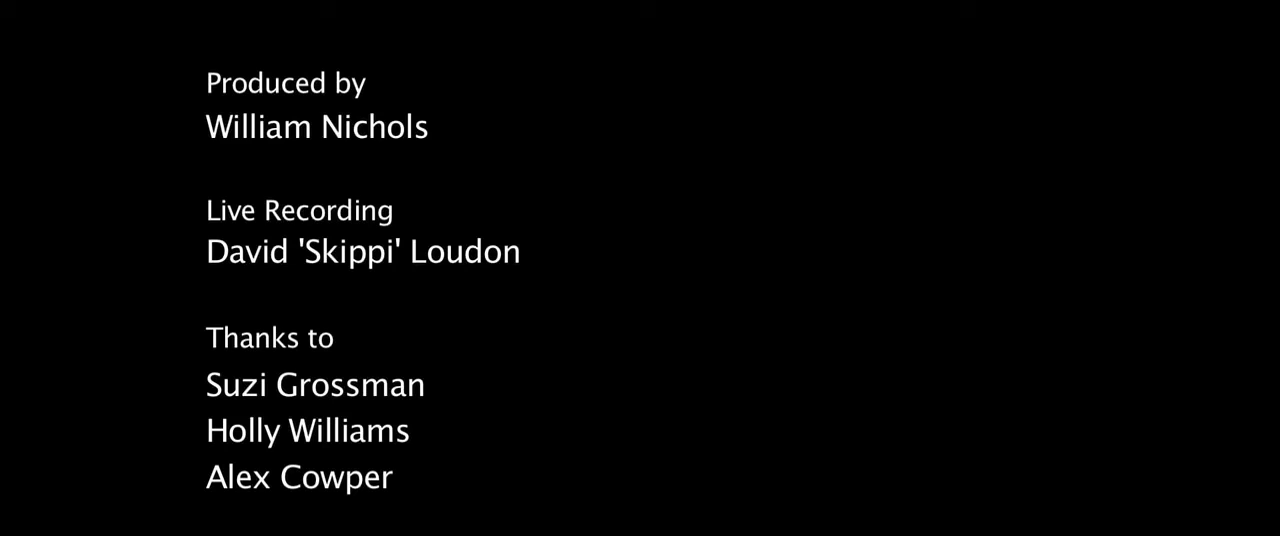 Produced by
William Nichols
Live Recording
David 'Skippi' Loudon
Thanks to
Suzi Grossman
Holly Williams
Alex Cowper